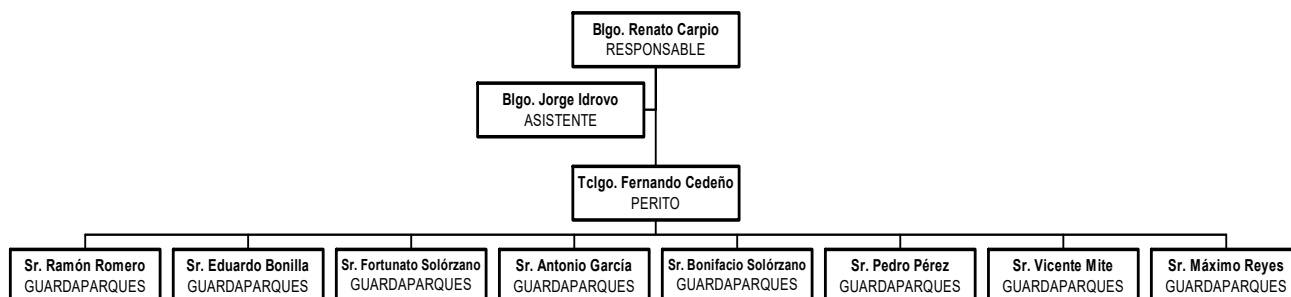 Blgo. Renato Carpio
RESPONSABLE
Blgo. Jorge Idrovo
ASISTENTE
Tclgo. Fernando Cedeño
PERITO
Sr. Ramón Romero
GUARDAPARQUES
Sr. Eduardo Bonilla
GUARDAPARQUES
Sr. Fortunato Solórzano
GUARDAPARQUES
Sr. Antonio García
GUARDAPARQUES
Sr. Bonifacio Solórzano
GUARDAPARQUES
Sr. Pedro Pérez
GUARDAPARQUES
Sr. Vicente Mite
GUARDAPARQUES
Sr. Máximo Reyes
GUARDAPARQUES